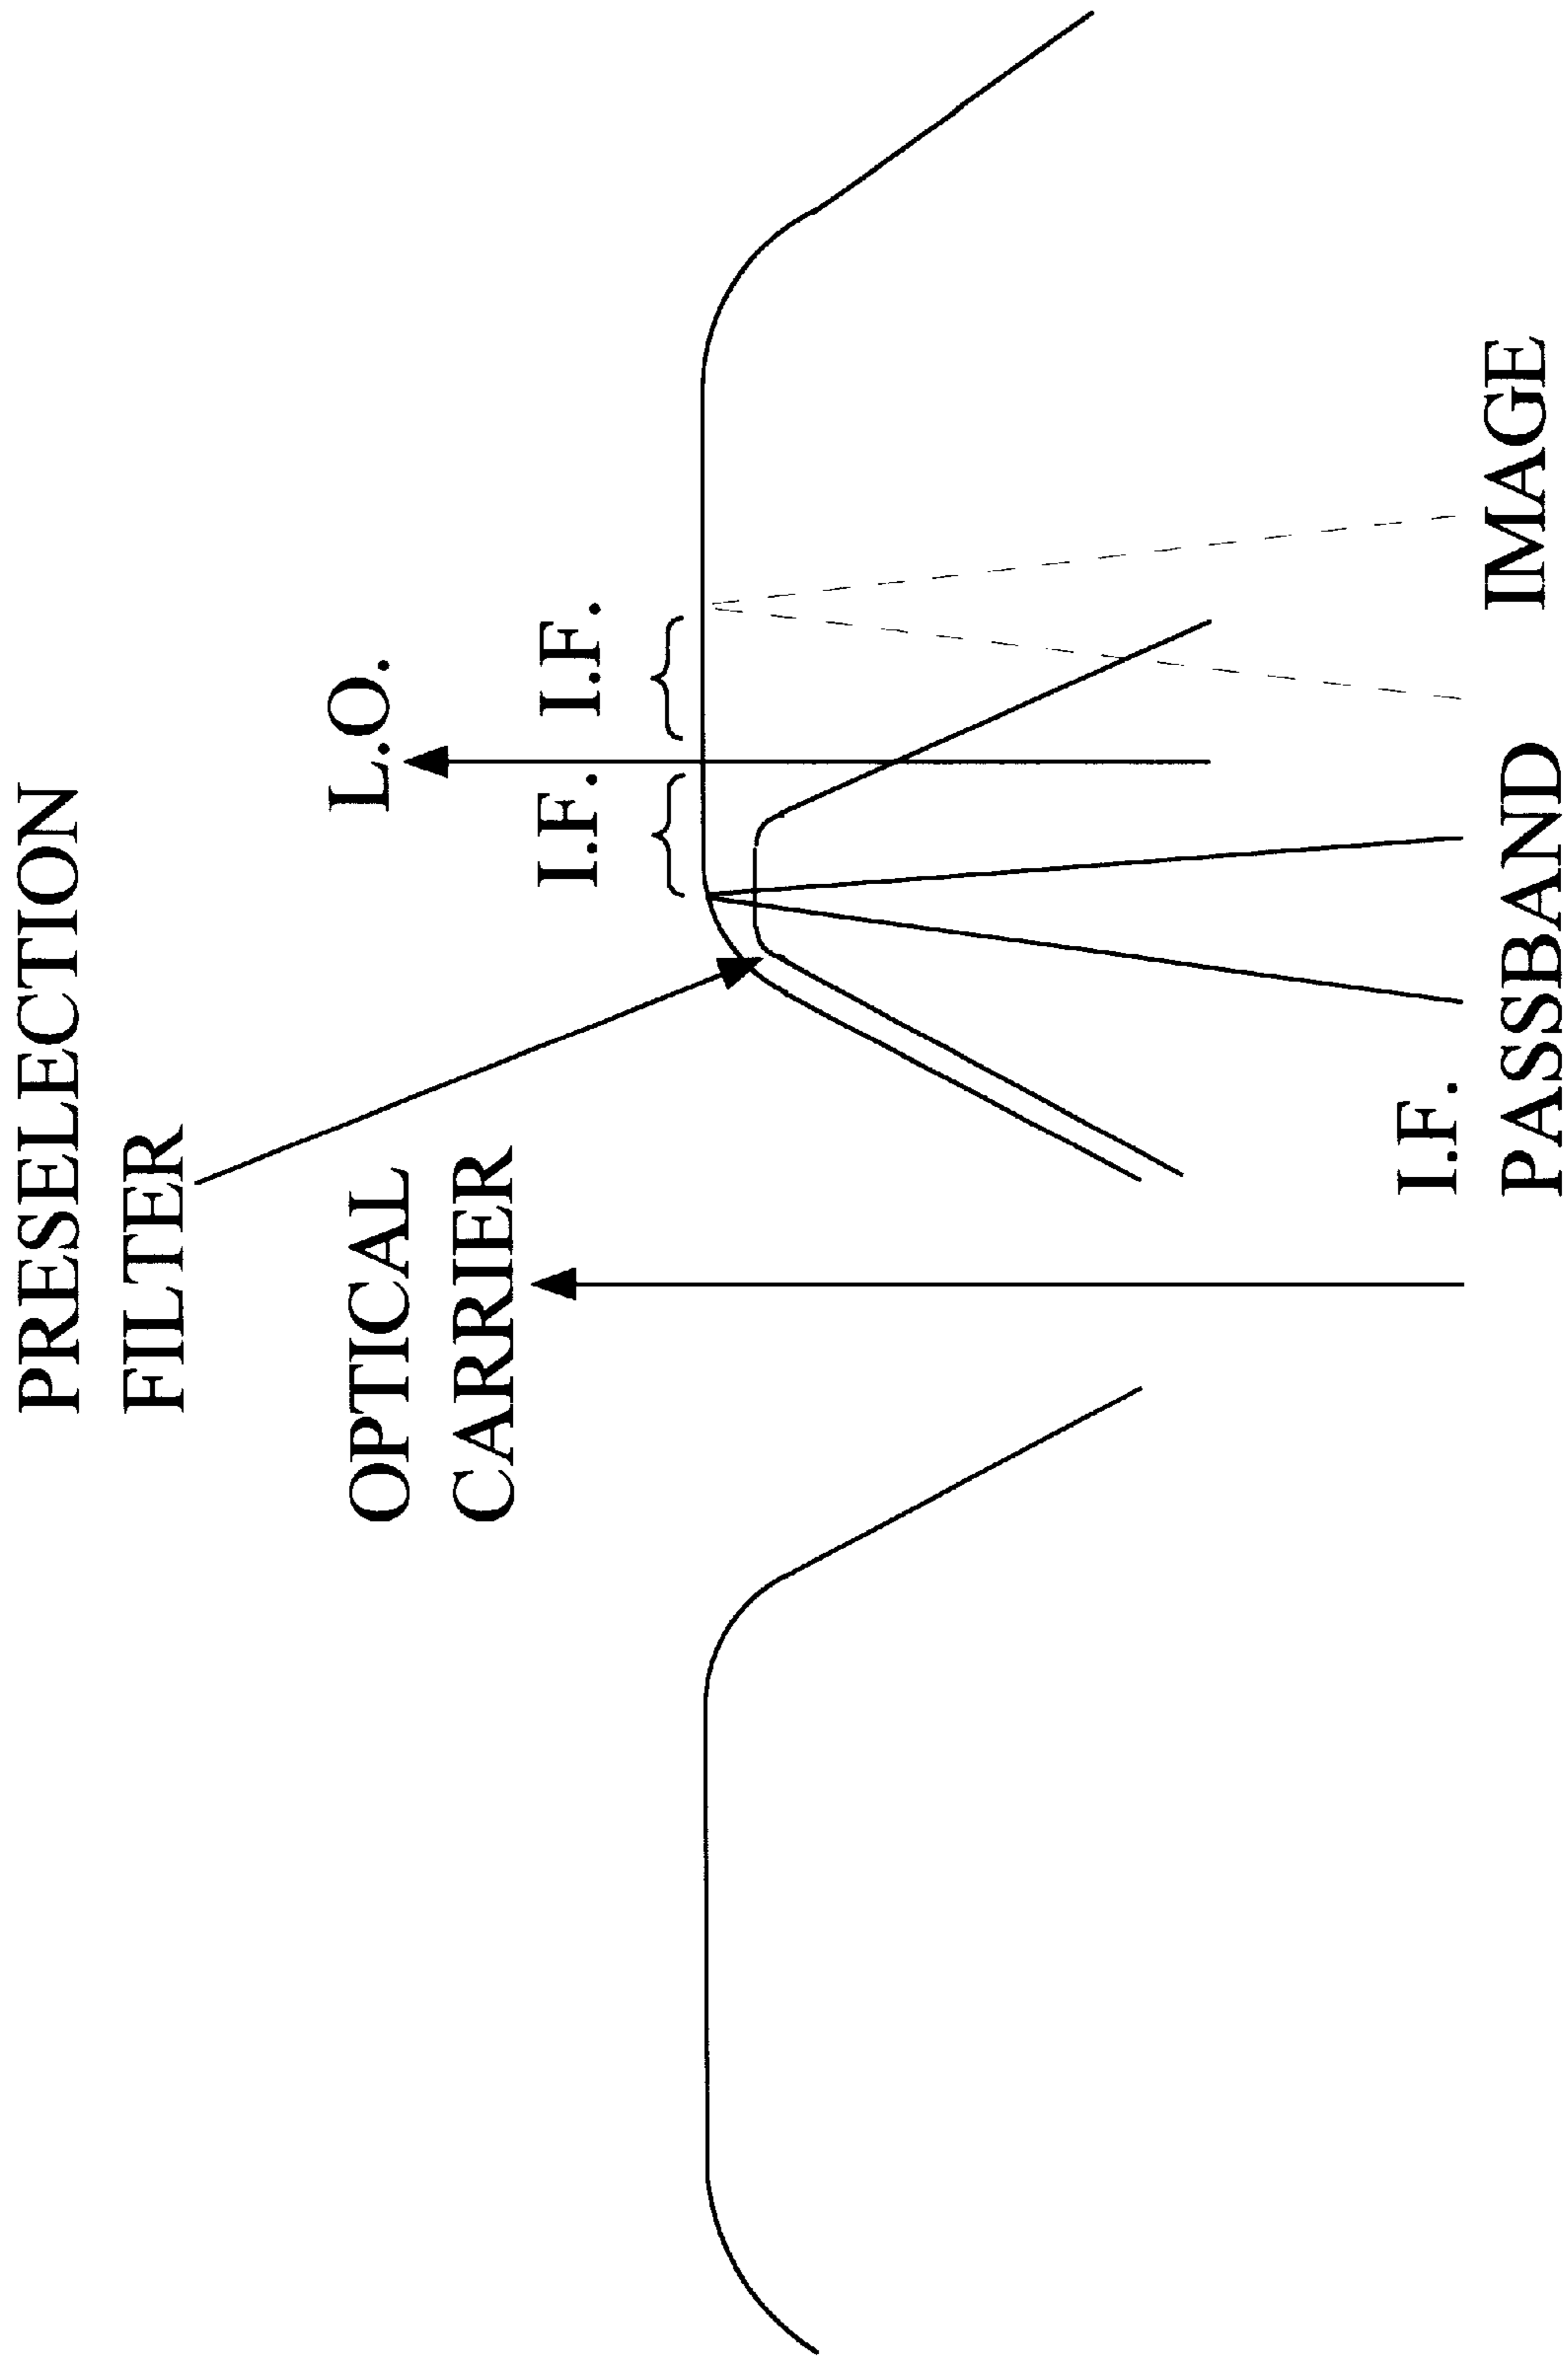 PRESELECTION
FILTER
OPTICAL
CARRIER
L.O.
I.F.
I.F.
I.F.
PASSBAND
IMAGE